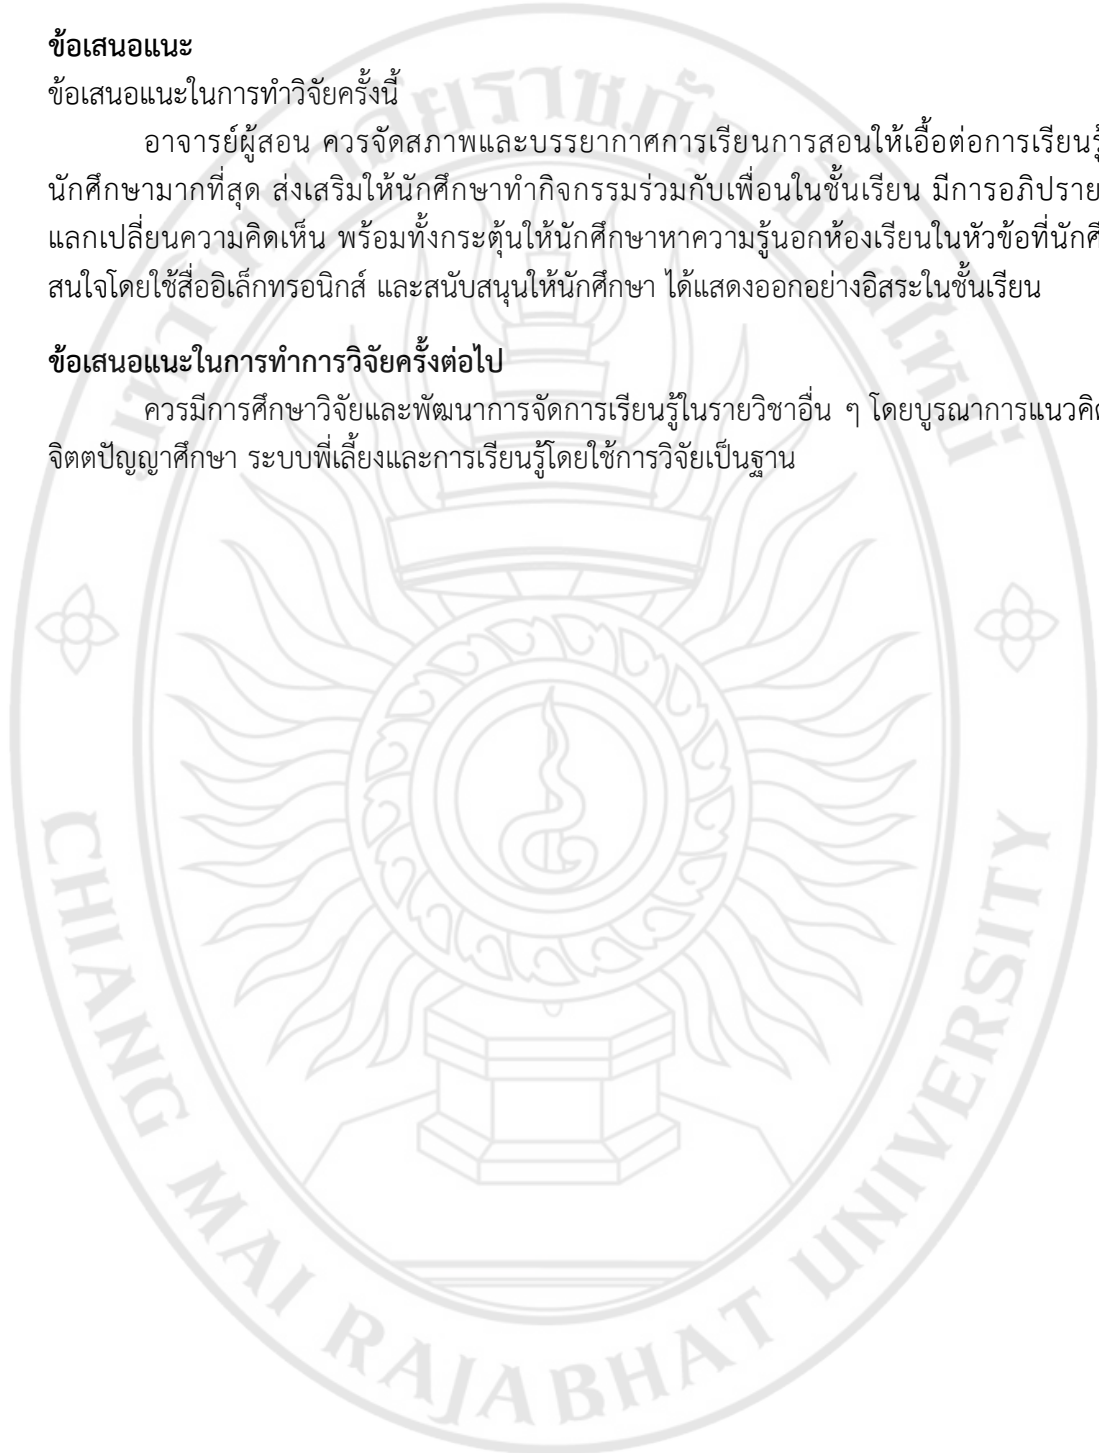 ข้อเสนอแนะ
ข้อเสนอแนะในการทำวิจัยครั้งนี้
อาจารย์ผู้สอน ควรจัดสภาพและบรรยากาศการเรียนการสอนให้เอื้อต่อการเรียนรู้
นักศึกษามากที่สุด ส่งเสริมให้นักศึกษาทำกิจกรรมร่วมกับเพื่อนในชั้นเรียน มีการอภิปราย
แลกเปลี่ยนความคิดเห็น พร้อมทั้งกระตุ้นให้นักศึกษาหาความรู้นอกห้องเรียนในหัวข้อที่
สนใจโดยใช้สื่ออิเล็กทรอนิกส์ และสนับสนุนให้นักศึกษา ได้แสดงออกอย่างอิสระในชั้นเรียน
ข้อเสนอแนะในการทำการวิจัยครั้งต่อไป
ควรมีการศึกษาวิจัยและพัฒนาการจัดการเรียนรู้ในรายวิชาอื่น ๆ โดยบูรณาการแนวคิด
จิตตปัญญาศึกษา ระบบพี่เลี้ยงและการเรียนรู้โดยใช้การวิจัยเป็นฐาน
มหาวิทยาลัยราชภัฏเชียงใหม่
CHIANG MAI RAJABHAT UNIVERSITY